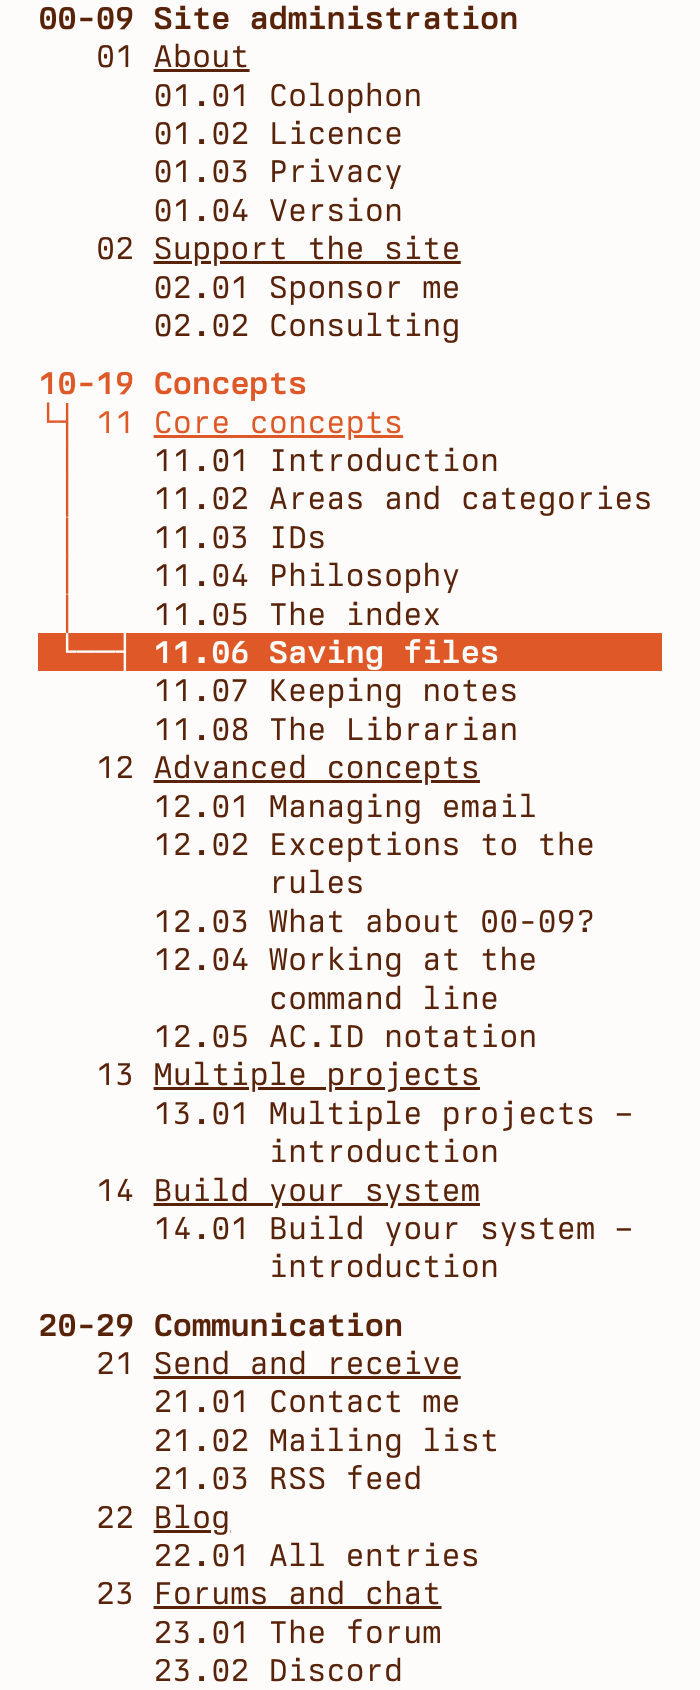 00-09 Site administration
01 About
01.01 Colophon
01.02 Licence
01.03 Privacy
01.04 Version
02 Support the site
02.01 Sponsor me
02.02 Consulting
10-19 Concepts
11 Core concepts
11.01 Introduction
11.02 Areas and categories
11.03 IDs
11.04 Philosophy
11.05 The index
11.06 Saving files
11.07 Keeping notes
11.08 The Librarian
12 Advanced concepts
12.01 Managing email
12.02 Exceptions to the
rules
12.03 What about 00-09?
12.04 Working at the
command line
12.05 AC.ID notation
13 Multiple projects
13.01 Multiple projects –
introduction
14 Build your system
14.01 Build your system –
introduction
20-29 Communication
21 Send and receive
21.01 Contact me
21.02 Mailing list
21.03 RSS feed
22 Blog
22.01 All entries
23 Forums and chat
23.01 The forum
23.02 Discord